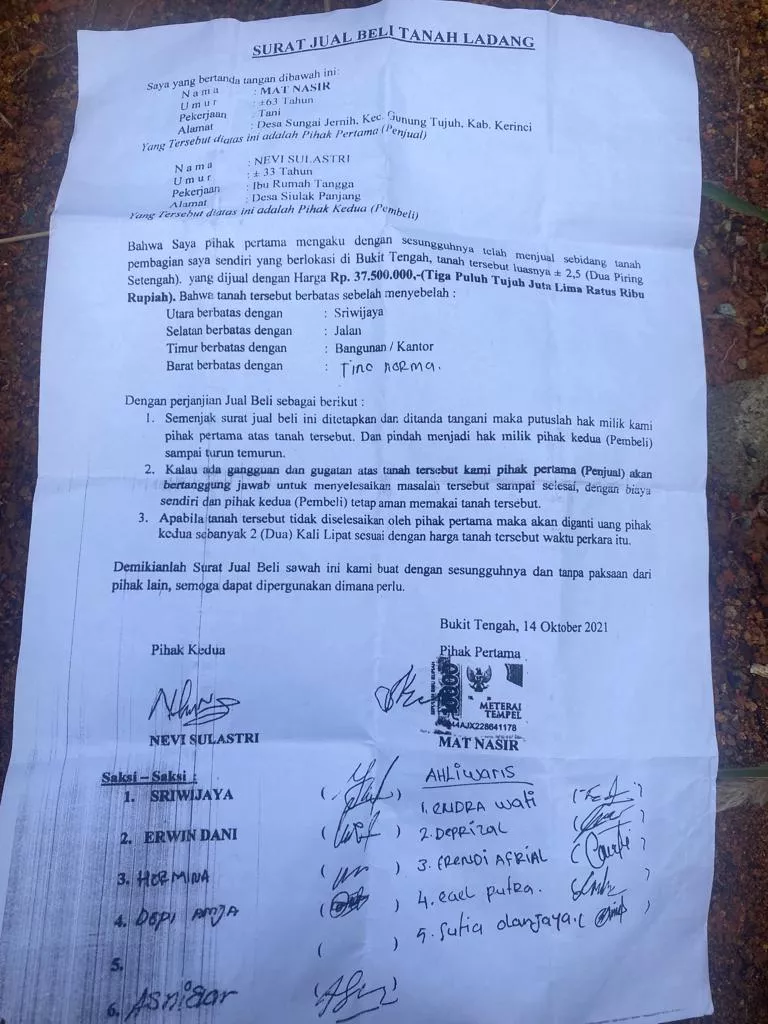 SURAT JUAL BELI TANAH LADANG
Saya yang bertanda tangan dibawah ini:
Nama : MAT NASIR
Umur : ±63 Tahun
Pekerjaan : Tani
Alamat : Desa Sungai Jernih, Kec. Gunung Tujuh, Kab. Kerinci
Yang Tersebut diatas ini adalah Pihak Pertama (Penjual)
Nama : NEVI SULASTRI
Umur : ± 33 Tahun
Pekerjaan : Ibu Rumah Tangga
Alamat : Desa Siulak Panjang
Yang Tersebut diatas ini adalah Pihak Kedua (Pembeli)
Bahwa Saya pihak pertama mengaku dengan sesungguhnya telah menjual sebidang tanah
pembagian saya sendiri yang berlokasi di Bukit Tengah, tanah tersebut luasnya ± 2,5 (Dua Piring
Setengah). yang dijual dengan Harga Rp. 37.500.000,-(Tiga Puluh Tujuh Juta Lima Ratus Ribu
Rupiah). Bahwa tanah tersebut berbatas sebelah menyebelah :
Utara berbatas dengan : Sriwijaya
Selatan berbatas dengan : Jalan
Timur berbatas dengan : Bangunan / Kantor
Barat berbatas dengan : Tino Norma.
Dengan perjanjian Jual Beli sebagai berikut :
1. Semenjak surat jual beli ini ditetapkan dan ditanda tangani maka putuslah hak milik kami
pihak pertama atas tanah tersebut. Dan pindah menjadi hak milik pihak kedua (Pembeli)
sampai turun temurun.
2. Kalau ada gangguan dan gugatan atas tanah tersebut kami pihak pertama (Penjual) akan
bertanggung jawab untuk menyelesaikan masalah tersebut sampai selesai, dengan biaya
sendiri dan pihak kedua (Pembeli) tetap aman memakai tanah tersebut.
3. Apabila tanah tersebut tidak diselesaikan oleh pihak pertama maka akan diganti uang pihak
kedua sebanyak 2 (Dua) Kali Lipat sesuai dengan harga tanah tersebut waktu perkara itu.
Demikianlah Surat Jual Beli sawah ini kami buat dengan sesungguhnya dan tanpa paksaan dari
pihak lain, semoga dapat dipergunakan dimana perlu.
Bukit Tengah, 14 Oktober 2021
Pihak Kedua Pihak Pertama
10000
METERAI
TEMPEL
44AJX228641178
NEVI SULASTRI MAT NASIR
Saksi – Saksi : AHLI WARIS
1. SRIWIJAYA ( ) 1. ENDRA Wati ( )
2. ERWIN DANI ( ) 2. DEPRIZAL ( )
3. HERMINA ( ) 3. FRENDI AFRIAL ( )
4. DEPI AMJA ( ) 4. eael putra.
5. ( ) 5. Sutia olanjaya. ( )
6. Asnidar ( )